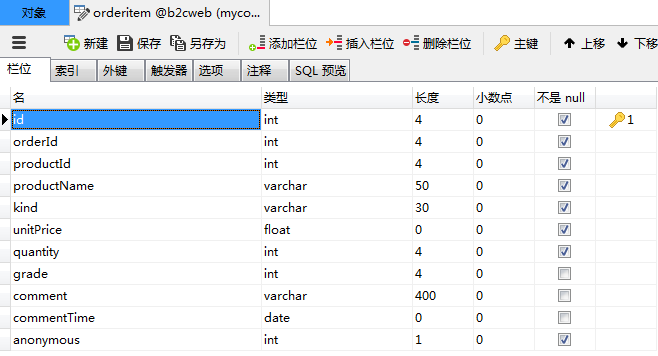 对象 orderitem @b2cweb (myco...
新建 保存 另存为 添加栏位 插入栏位 删除栏位 主键 上移 下移
栏位 索引 外键 触发器 选项 注释 SQL 预览
名 类型 长度 小数点 不是 null
id int 4 0 1
orderId int 4 0
productId int 4 0
productName varchar 50 0
kind varchar 30 0
unitPrice float 0 0
quantity int 4 0
grade int 4 0
comment varchar 400 0
commentTime date 0 0
anonymous int 1 0